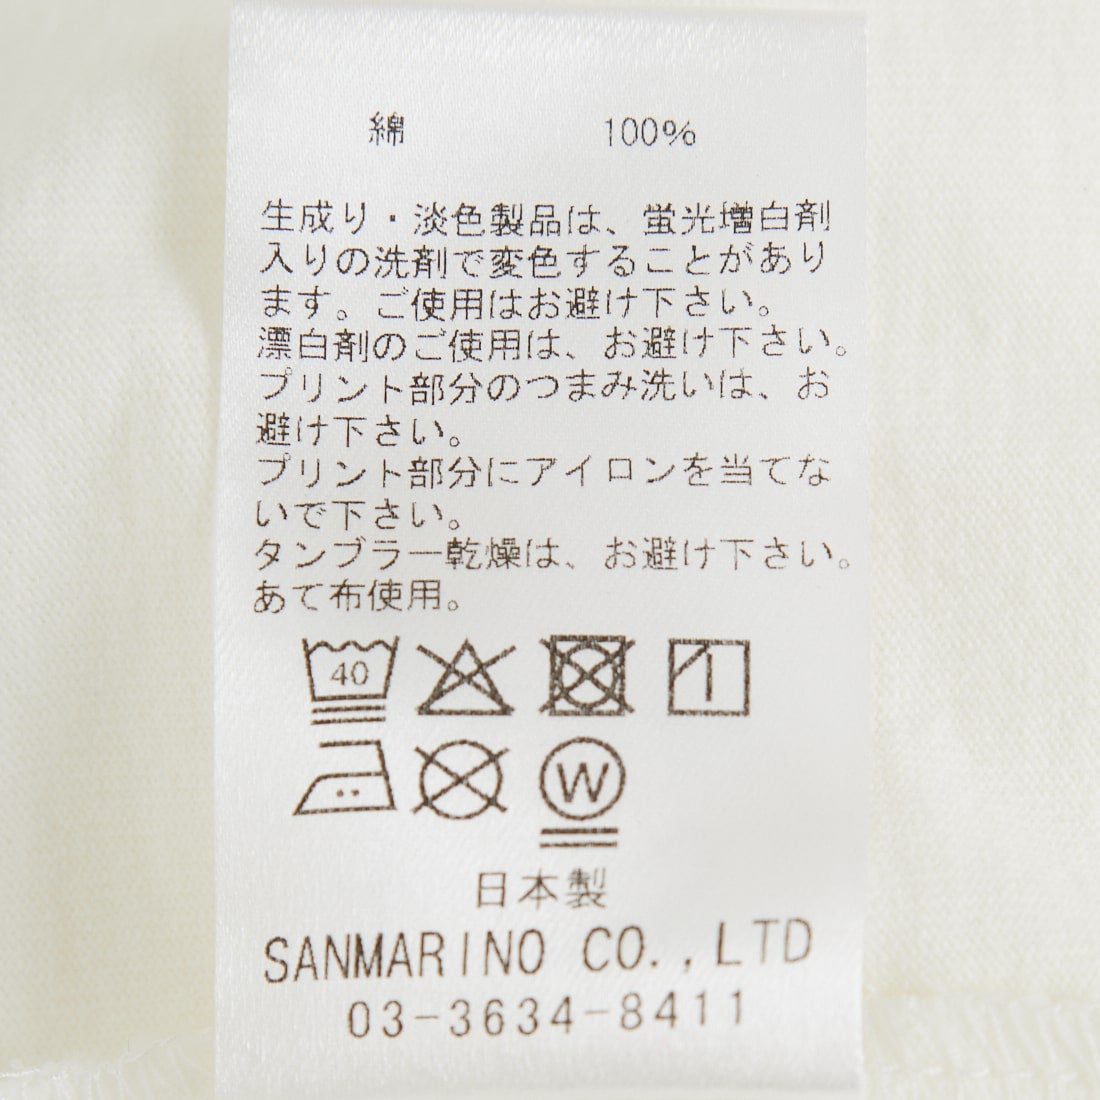 綿 100%
生成り・淡色製品は、蛍光増白剤
入りの洗剤で変色することがあり
ます。ご使用はお避け下さい。
漂白剤のご使用は、お避け下さい。
プリント部分のつまみ洗いは、お
避け下さい。
プリント部分にアイロンを当てな
いで下さい。
タンブラー乾燥は、お避け下さい。
あて布使用。
40
W
日本製
SANMARINO CO.,LTD
03-3634-8411